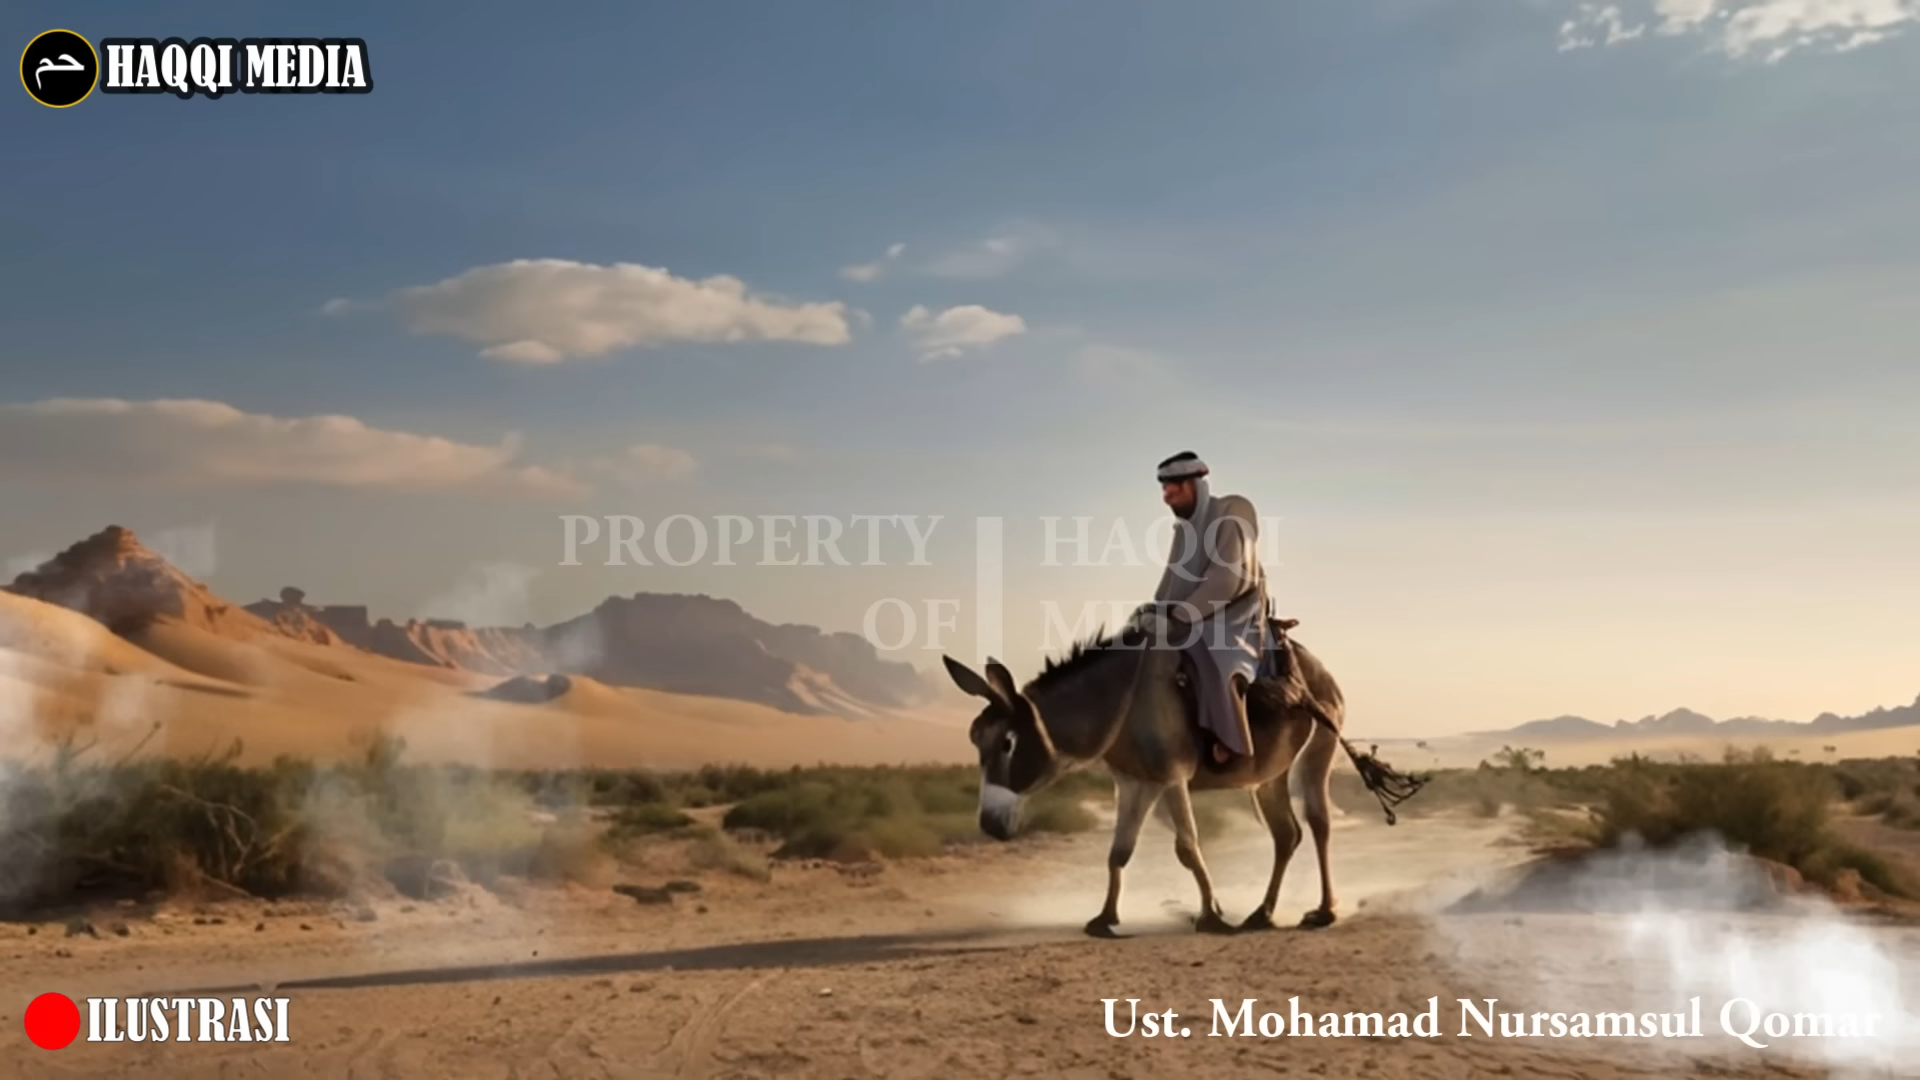 حم
HAQQI MEDIA
PROPERTY
OF
HAQQI
MEDIA
ILUSTRASI
Ust. Mohamad Nursamsul Qomar